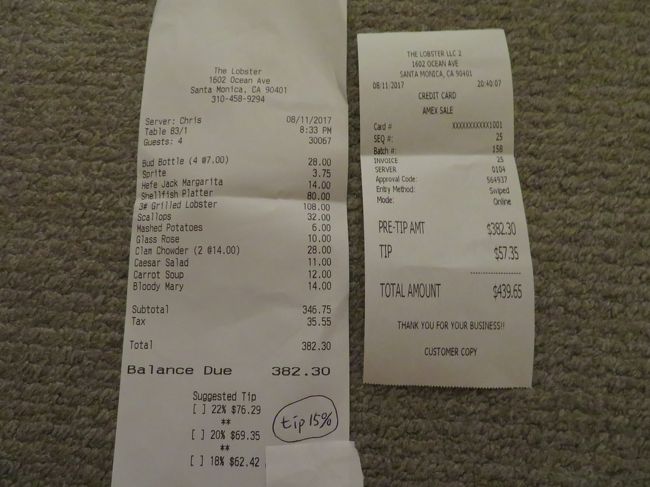 The Lobster
1602 Ocean Ave
Santa Monica, CA 90401
310-458-9294
Server: Chris 08/11/2017
Table 83/1 8:33 PM
Guests: 4 30067
Bud Bottle (4 @7.00) 28.00
Sprite 3.75
Hefe Jack Margarita 14.00
Shellfish Platter 80.00
3# Grilled Lobster 108.00
Scallops 32.00
Mashed Potatoes 6.00
Glass Rose 10.00
Clam Chowder (2 @14.00) 28.00
Caesar Salad 11.00
Carrot Soup 12.00
Bloody Mary 14.00
Subtotal 346.75
Tax 35.55
Total 382.30
Balance Due 382.30
Suggested Tip
[ ] 22% $76.29
**
[ ] 20% $69.35
**
[ ] 18% $62.42
tip 15%
THE LOBSTER LLC 2
1602 OCEAN AVE
SANTA MONICA, CA 90401
08/11/2017 20:40:07
CREDIT CARD
AMEX SALE
Card # XXXXXXXXXXX1001
SEQ #: 25
Batch #: 158
INVOICE 25
SERVER 0104
Approval Code: 564937
Entry Method: Swiped
Mode: Online
PRE-TIP AMT $382.30
TIP $57.35
TOTAL AMOUNT $439.65
THANK YOU FOR YOUR BUSINESS!!
CUSTOMER COPY